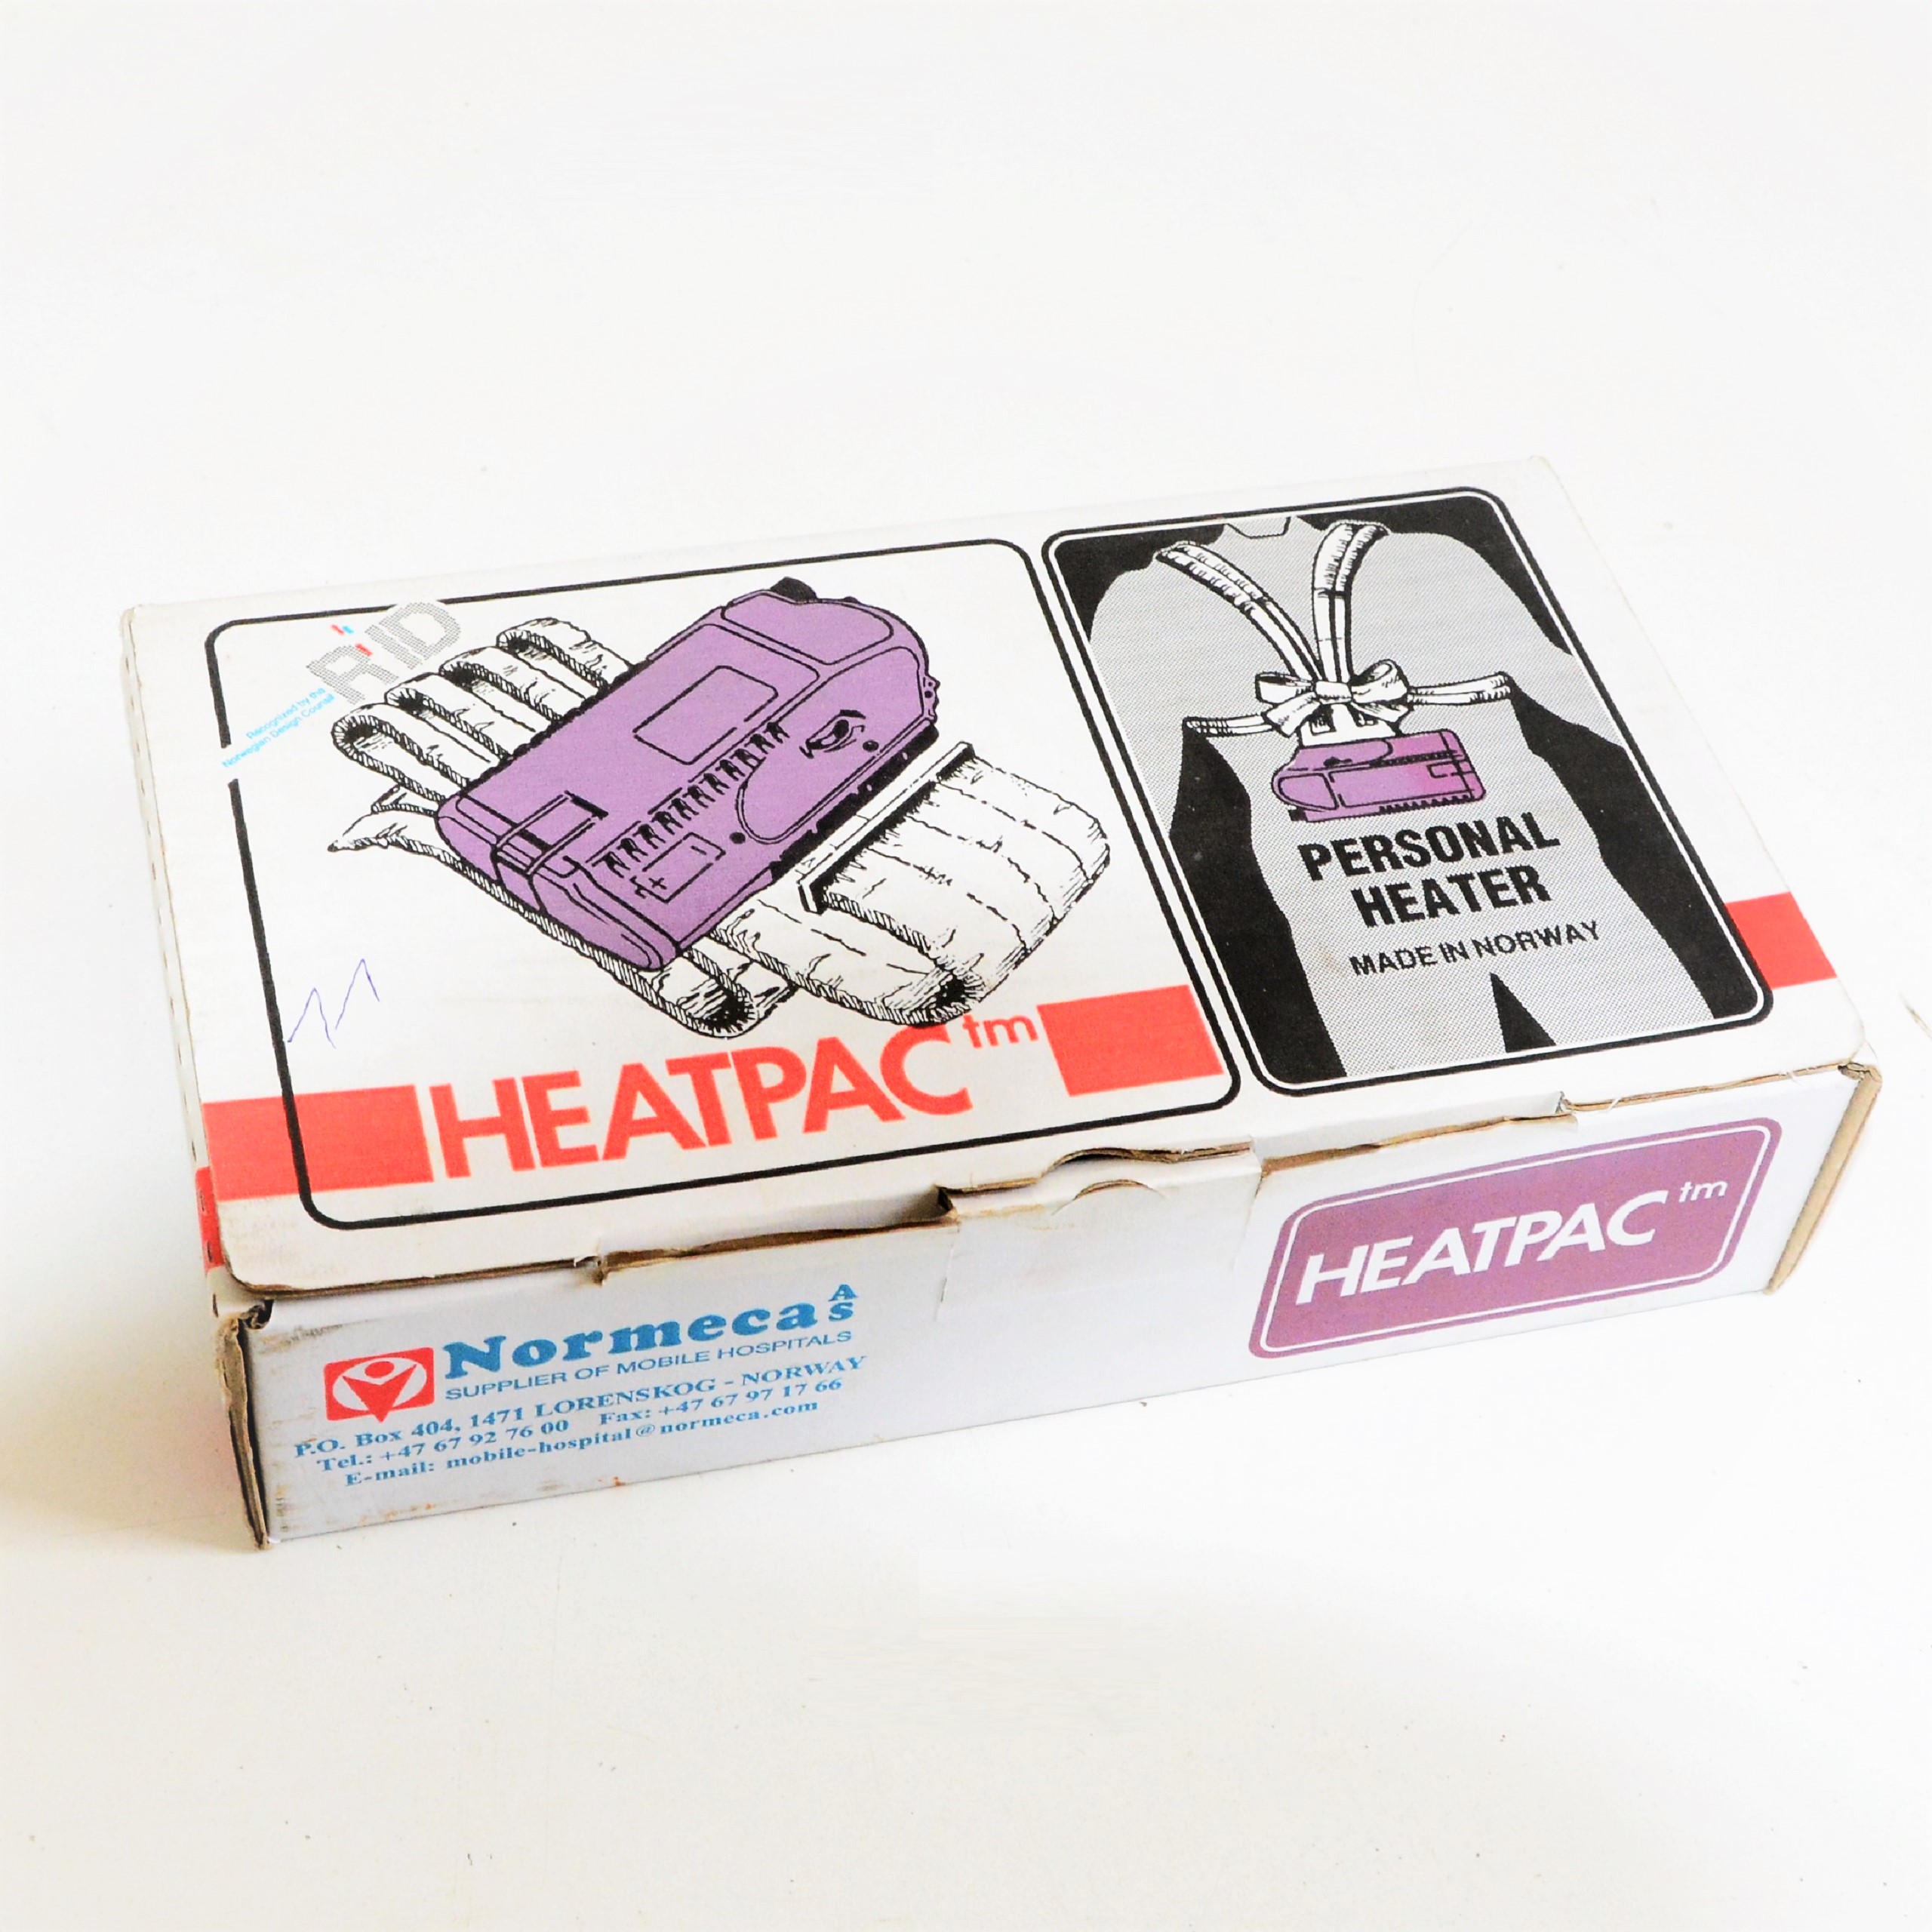 R'ID
Recognized by the
Norwegian Design Council
HEATPAC tm
PERSONAL
HEATER
MADE IN NORWAY
HEATPAC tm
Normeca AS
SUPPLIER OF MOBILE HOSPITALS
P.O. Box 404, 1471 LORENSKOG - NORWAY
Tel.: +47 67 92 76 00 Fax: +47 67 97 17 66
E-mail: mobile-hospital@normeca.com